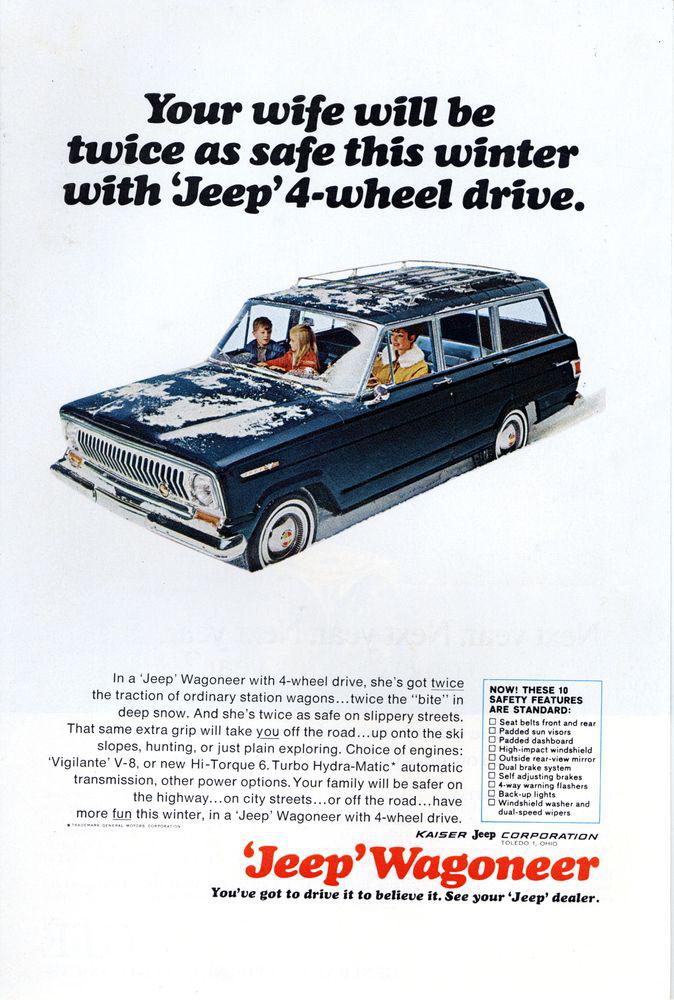 Your wife will be
twice as safe this winter
with ‘Jeep’ 4-wheel drive.
In a ‘Jeep’ Wagoneer with 4-wheel drive, she's got twice
the traction of ordinary station wagons...twice the “bite” in
deep snow. And she's twice as safe on slippery streets.
That same extra grip will take you off the road...up onto the ski
slopes, hunting, or just plain exploring. Choice of engines:
‘Vigilante’ V-8, or new Hi-Torque 6. Turbo Hydra-Matic* automatic
transmission, other power options. Your family will be safer on
the highway...on city streets...or off the road...have
more fun this winter, in a ‘Jeep’ Wagoneer with 4-wheel drive.
*TRADEMARK GENERAL MOTORS CORPORATION
NOW! THESE 10
SAFETY FEATURES
ARE STANDARD:
☐ Seat belts front and rear
☐ Padded sun visors
☐ Padded dashboard
☐ High-impact windshield
☐ Outside rear-view mirror
☐ Dual brake system
☐ Self adjusting brakes
☐ 4-way warning flashers
☐ Back-up lights
☐ Windshield washer and
dual-speed wipers
KAISER Jeep CORPORATION
TOLEDO 1, OHIO
‘Jeep’ Wagoneer
You've got to drive it to believe it. See your ‘Jeep’ dealer.